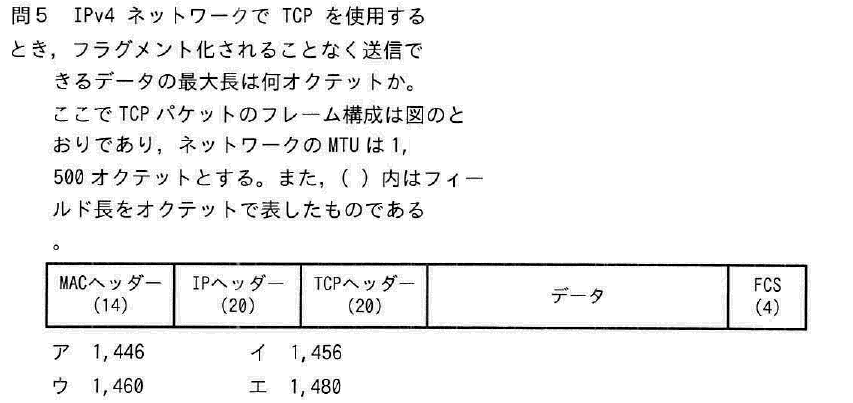 問5 IPv4 ネットワークで TCP を使用する
とき，フラグメント化されることなく送信で
きるデータの最大長は何オクテットか。
ここで TCP パケットのフレーム構成は図のと
おりであり，ネットワークの MTU は 1,
500 オクテットとする。また，( ) 内はフィー
ルド長をオクテットで表したものである
。
MACヘッダー IPヘッダー TCPヘッダー データ FCS
(14) (20) (20) (4)
ア 1,446 イ 1,456
ウ 1,460 エ 1,480